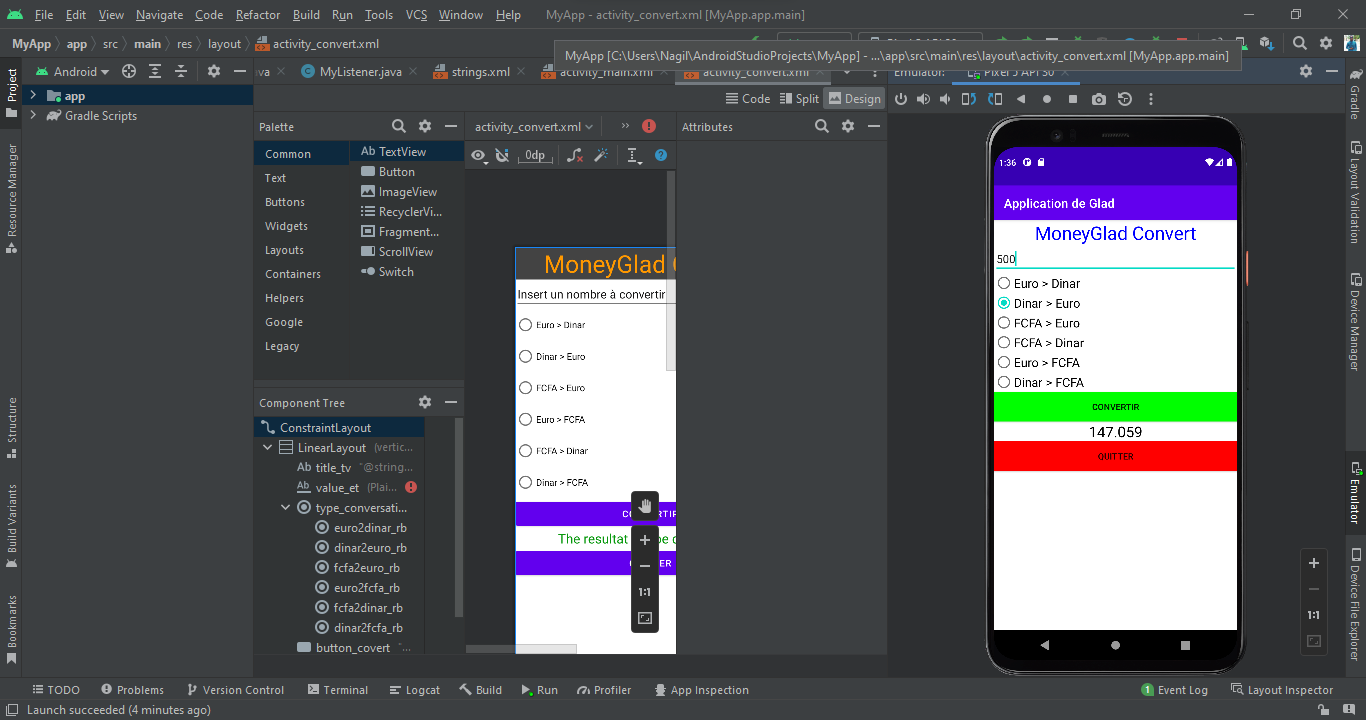 File Edit View Navigate Code Refactor Build Run Tools VCS Window Help MyApp - activity_convert.xml [MyApp.app.main]
MyApp app src main res layout activity_convert.xml
MyApp [C:\Users\Nagil\AndroidStudioProjects\MyApp] - ...\app\src\main\res\layout\activity_convert.xml [MyApp.app.main]
Android
MyListener.java strings.xml activity_main.xml activity_convert.xml
Emulator: Pixel 5 API 30
Project
Resource Manager
Structure
Build Variants
Bookmarks
app
Gradle Scripts
Code Split Design
Palette
Common
Text
Buttons
Widgets
Layouts
Containers
Helpers
Google
Legacy
Ab TextView
Button
ImageView
RecyclerVi...
Fragment...
ScrollView
Switch
Component Tree
ConstraintLayout
LinearLayout (vertic...
Ab title_tv "@string...
Ab value_et (Plai...
type_conversati...
euro2dinar_rb
dinar2euro_rb
fcfa2euro_rb
euro2fcfa_rb
fcfa2dinar_rb
dinar2fcfa_rb
button_covert "...
activity_convert.xml
0dp
MoneyGlad
Insert un nombre à convertir
Euro > Dinar
Dinar > Euro
FCFA > Euro
Euro > FCFA
FCFA > Dinar
Dinar > FCFA
The resultat
1:1
Attributes
1:36
Application de Glad
MoneyGlad Convert
500
Euro > Dinar
Dinar > Euro
FCFA > Euro
FCFA > Dinar
Euro > FCFA
Dinar > FCFA
CONVERTIR
147.059
QUITTER
1:1
Gradle
Layout Validation
Device Manager
Emulator
Device File Explorer
TODO Problems Version Control Terminal Logcat Build Run Profiler App Inspection 1 Event Log Layout Inspector
Launch succeeded (4 minutes ago)